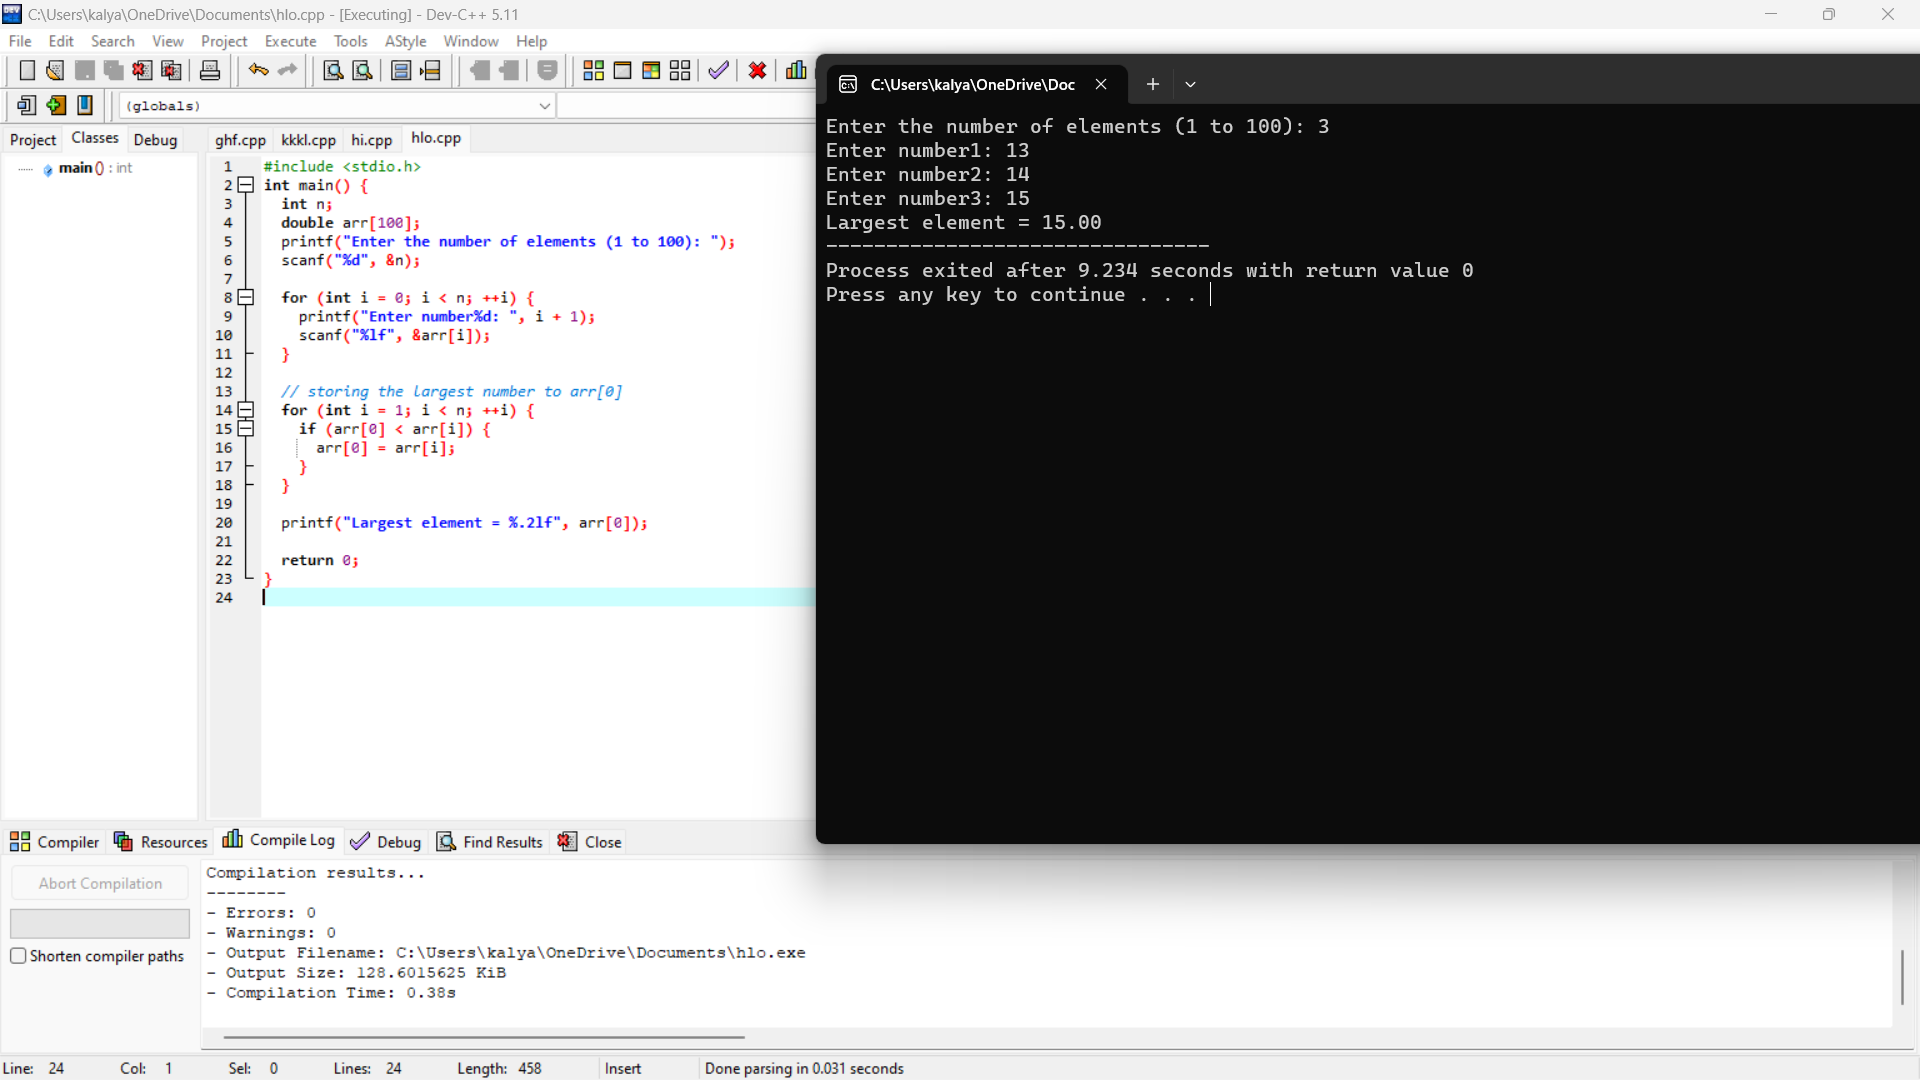 C:\Users\kalya\OneDrive\Documents\hlo.cpp - [Executing] - Dev-C++ 5.11
File Edit Search View Project Execute Tools AStyle Window Help
(globals)
Project Classes Debug
main () : int
ghf.cpp kkkl.cpp hi.cpp hlo.cpp
1 #include <stdio.h>
2 int main() {
3 int n;
4 double arr[100];
5 printf("Enter the number of elements (1 to 100): ");
6 scanf("%d", &n);
7
8 for (int i = 0; i < n; ++i) {
9 printf("Enter number%d: ", i + 1);
10 scanf("%lf", &arr[i]);
11 }
12
13 // storing the largest number to arr[0]
14 for (int i = 1; i < n; ++i) {
15 if (arr[0] < arr[i]) {
16 arr[0] = arr[i];
17 }
18 }
19
20 printf("Largest element = %.2lf", arr[0]);
21
22 return 0;
23 }
24
C:\Users\kalya\OneDrive\Doc
Enter the number of elements (1 to 100): 3
Enter number1: 13
Enter number2: 14
Enter number3: 15
Largest element = 15.00
--------------------------------
Process exited after 9.234 seconds with return value 0
Press any key to continue . . .
Compiler Resources Compile Log Debug Find Results Close
Abort Compilation
Shorten compiler paths
Compilation results...
--------
- Errors: 0
- Warnings: 0
- Output Filename: C:\Users\kalya\OneDrive\Documents\hlo.exe
- Output Size: 128.6015625 KiB
- Compilation Time: 0.38s
Line: 24 Col: 1 Sel: 0 Lines: 24 Length: 458 Insert Done parsing in 0.031 seconds